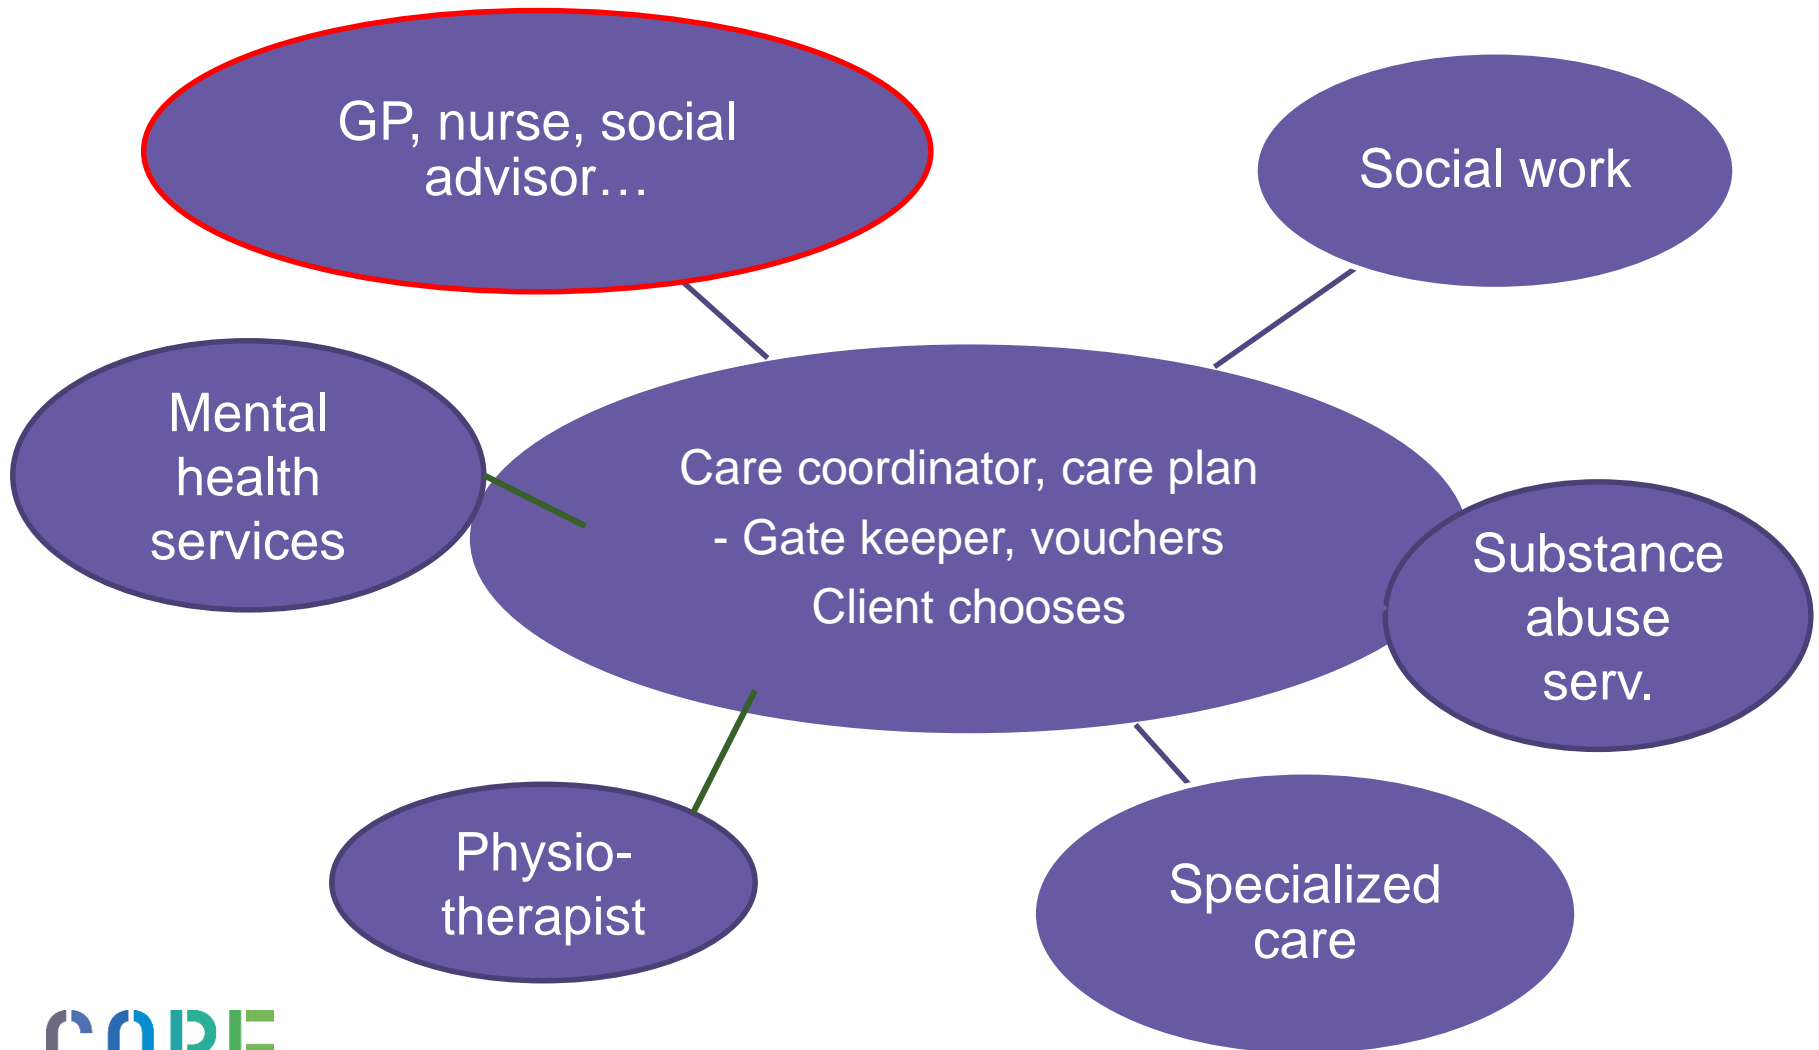 GP, nurse, social
advisor…
Social work
Mental
health
services
Care coordinator, care plan
- Gate keeper, vouchers
Client chooses
Substance
abuse
serv.
Physio-
therapist
Specialized
care